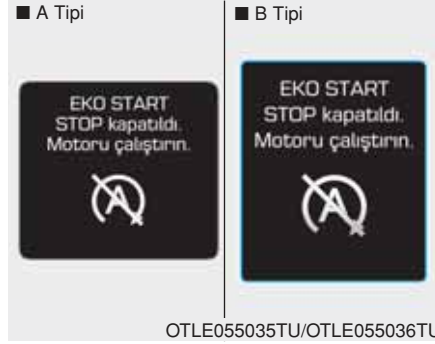 ■ A Tipi
EKO START
STOP kapatıldı.
Motoru çalıştırın.
■ B Tipi
EKO START
STOP kapatıldı.
Motoru çalıştırın.
OTLE055035TU/OTLE055036TU